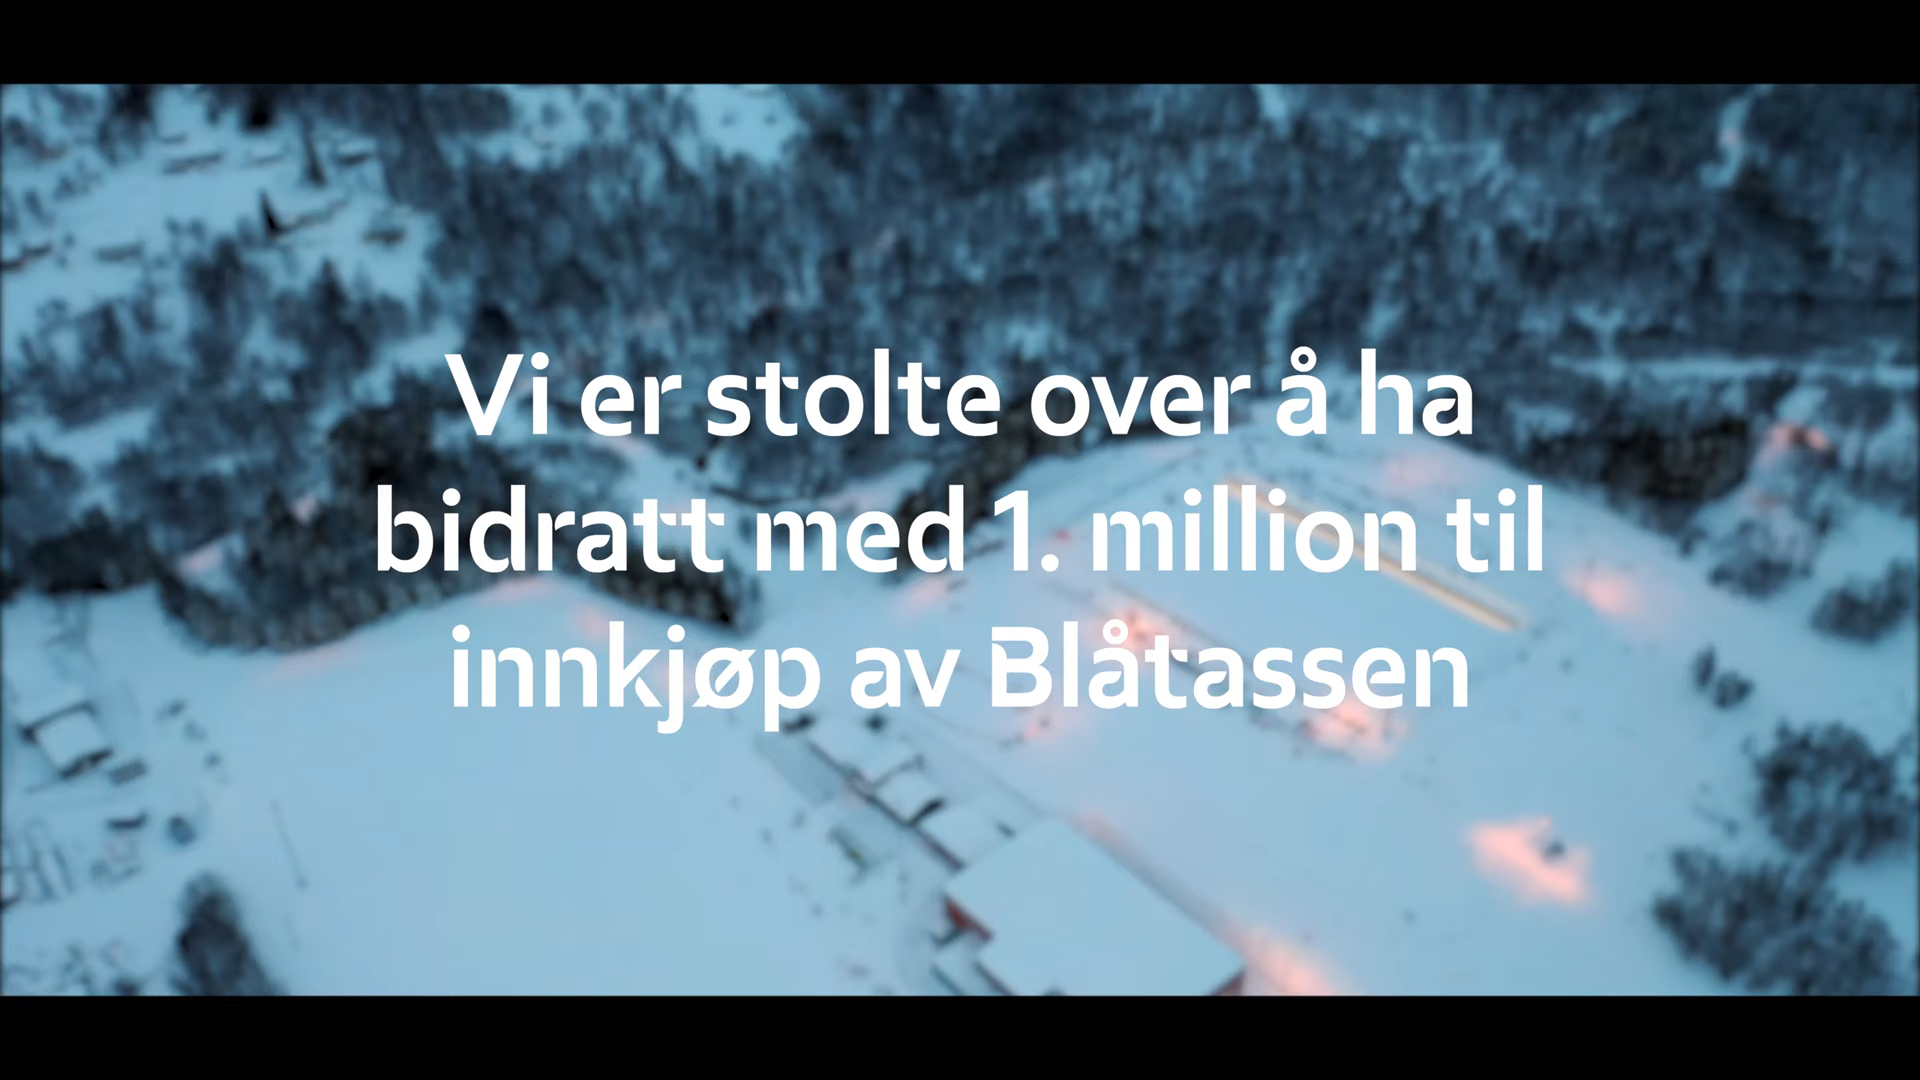 Vi er stolte over å ha
bidratt med 1. million til
innkjøp av Blåtassen